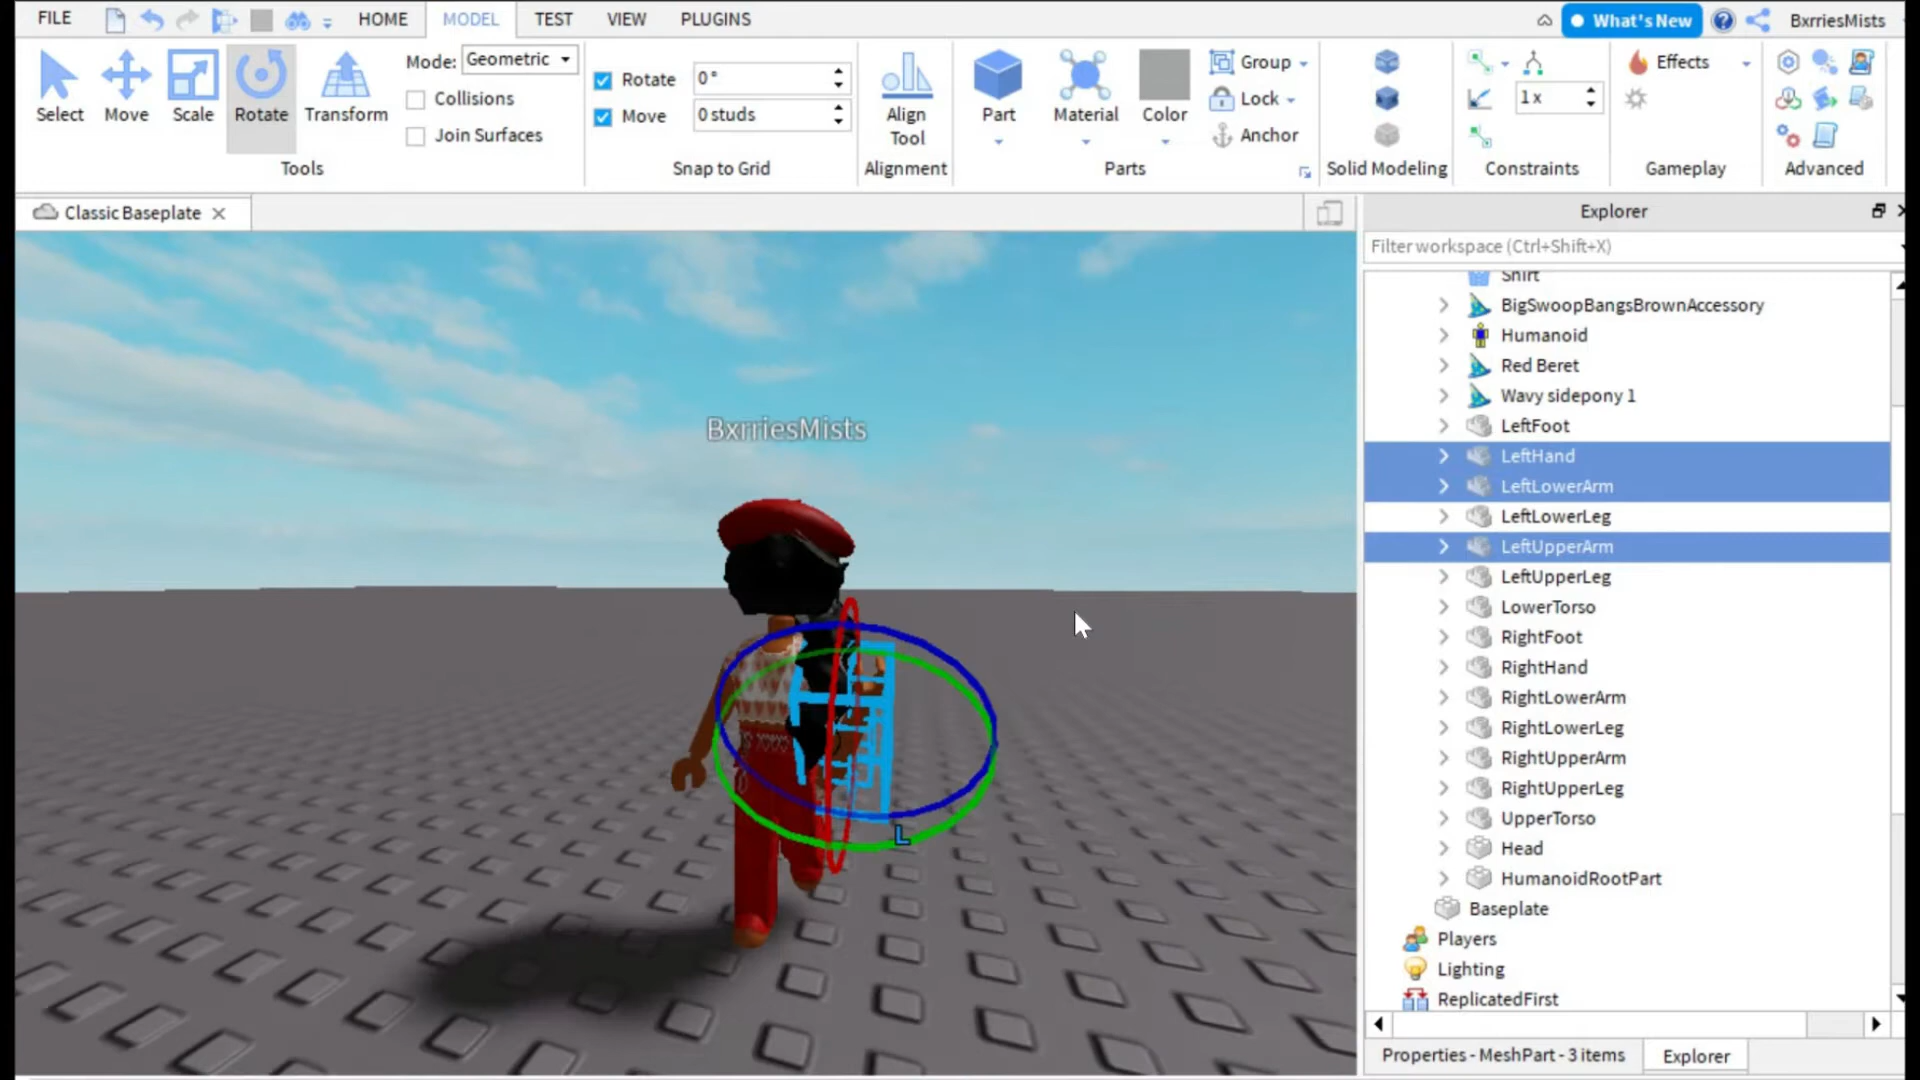 FILE
HOME
MODEL
TEST
VIEW
PLUGINS
What's New
BxrriesMists
Select
Move
Scale
Rotate
Transform
Mode: Geometric
Collisions
Join Surfaces
Tools
Rotate 0°
Move 0 studs
Snap to Grid
Align
Tool
Alignment
Part
Material
Color
Group
Lock
Anchor
Parts
Solid Modeling
1 x
Constraints
Effects
Gameplay
Advanced
Classic Baseplate
Explorer
Filter workspace (Ctrl+Shift+X)
Shirt
BigSwoopBangsBrownAccessory
Humanoid
Red Beret
Wavy sidepony 1
LeftFoot
LeftHand
LeftLowerArm
LeftLowerLeg
LeftUpperArm
LeftUpperLeg
LowerTorso
RightFoot
RightHand
RightLowerArm
RightLowerLeg
RightUpperArm
RightUpperLeg
UpperTorso
Head
HumanoidRootPart
Baseplate
Players
Lighting
ReplicatedFirst
Properties - MeshPart - 3 items
Explorer
BxrriesMists
L